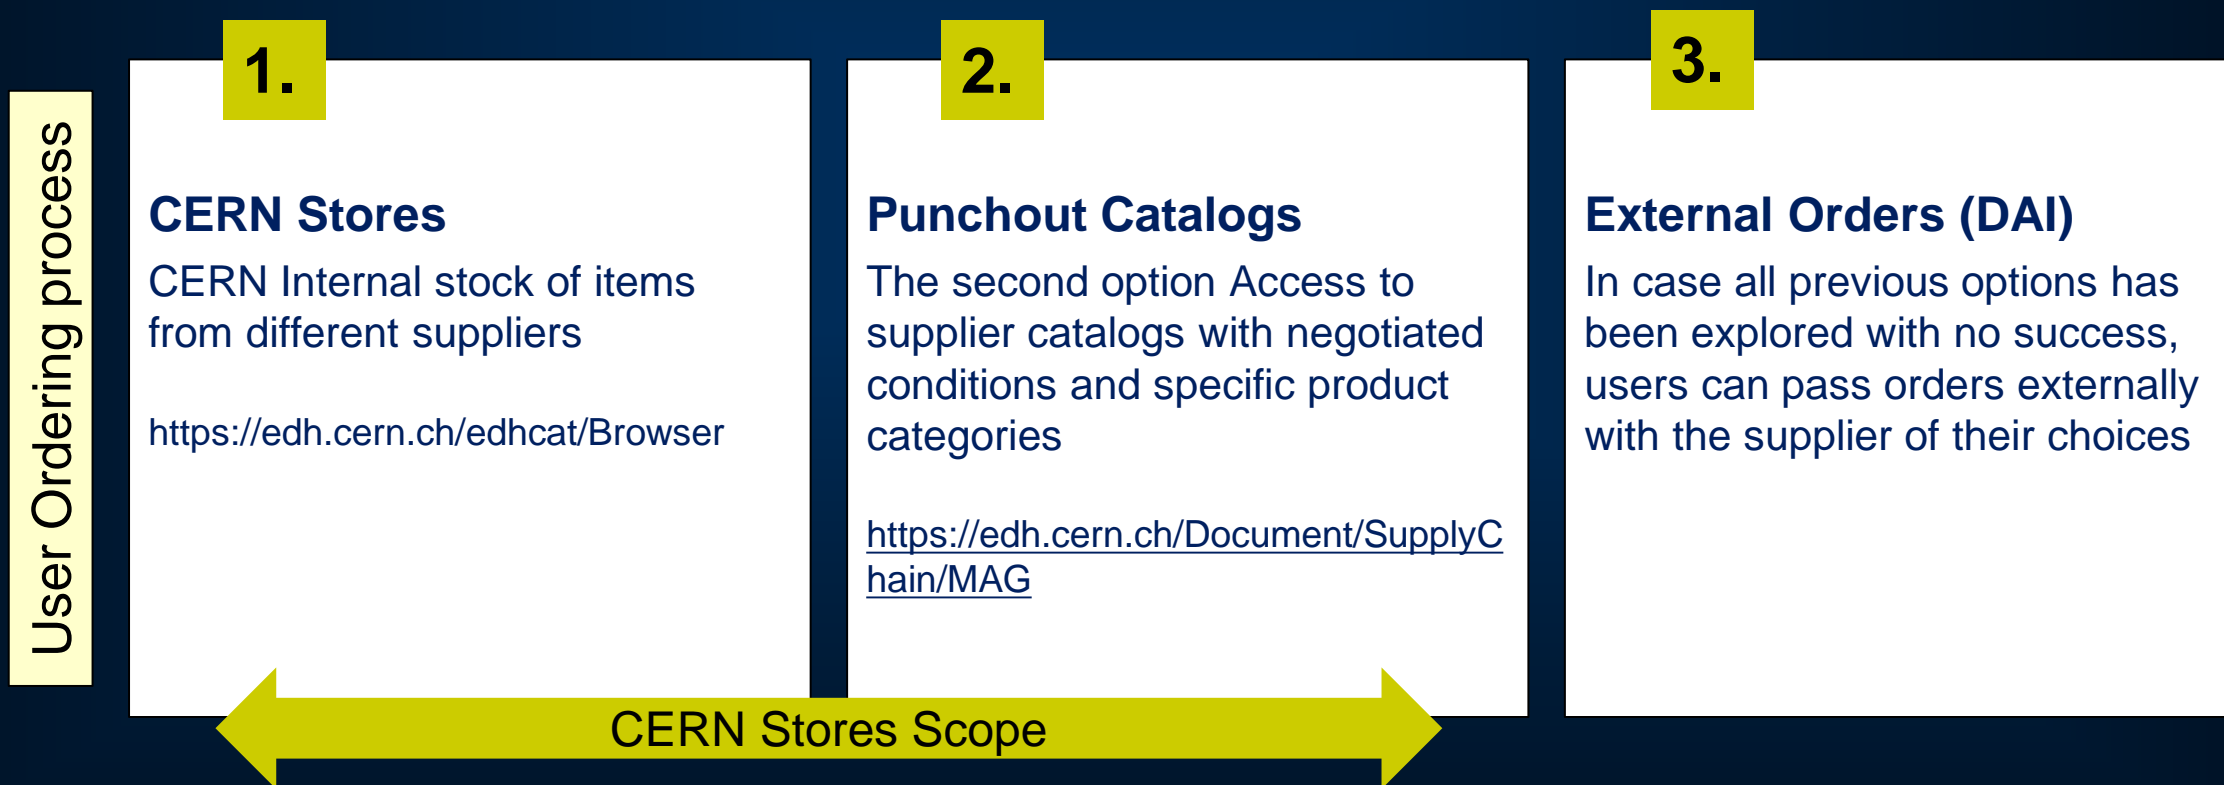 User Ordering process
1.
CERN Stores
CERN Internal stock of items
from different suppliers
https://edh.cern.ch/edhcat/Browser
2.
Punchout Catalogs
The second option Access to
supplier catalogs with negotiated
conditions and specific product
categories
https://edh.cern.ch/Document/SupplyC
hain/MAG
3.
External Orders (DAI)
In case all previous options has
been explored with no success,
users can pass orders externally
with the supplier of their choices
CERN Stores Scope